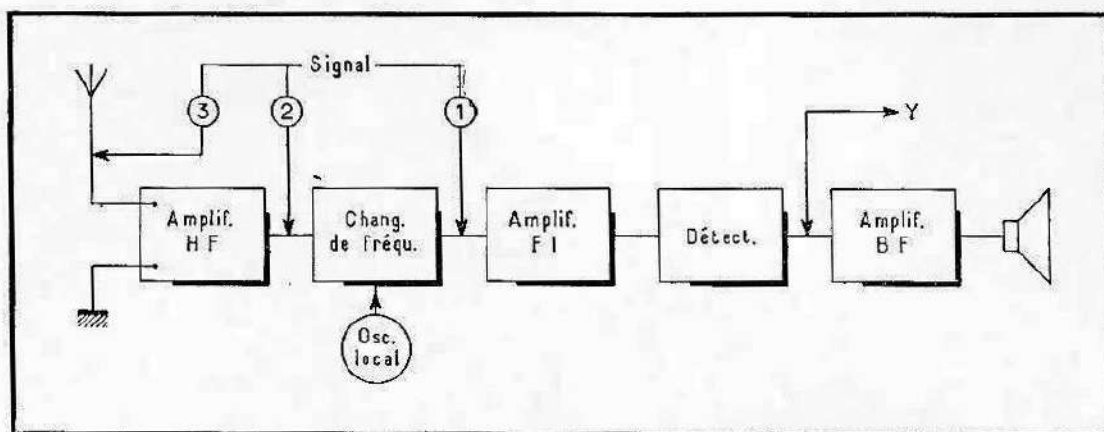 Signal
3
2
1
Y
Amplif.
HF
Chang.
de fréqu.
Amplif.
FI
Détect.
Amplif.
BF
Osc.
local